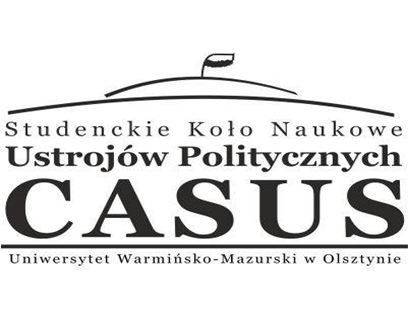 Studenckie Koło Naukowe
Ustrojów Politycznych
CASUS
Uniwersytet Warmińsko-Mazurski w Olsztynie